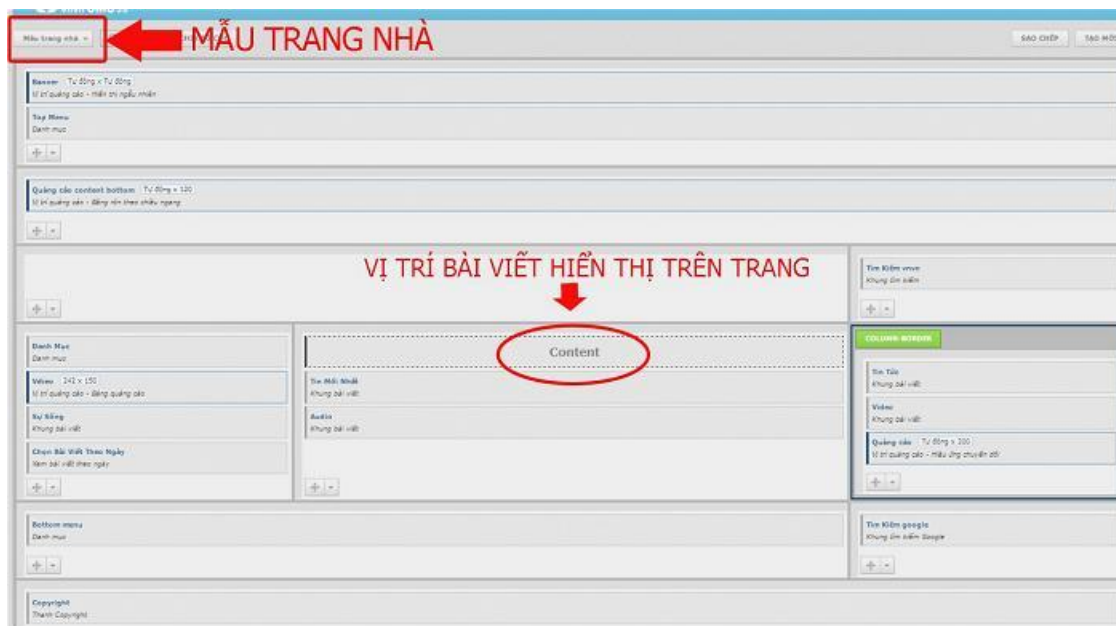 Mẫu trang nhà
MẪU TRANG NHÀ
SAO CHÉP
TẠO MỚI
Banner Tự động x Tự động
Vị trí quảng cáo - Hiển thị ngẫu nhiên
Top Menu
Danh mục
Quảng cáo content bottom Tự động x 100
Vị trí quảng cáo - Băng rôn theo chiều ngang
VỊ TRÍ BÀI VIẾT HIỂN THỊ TRÊN TRANG
Tìm Kiếm vnve
Khung tìm kiếm
Danh Mục
Danh mục
Video 242 x 150
Vị trí quảng cáo - Bảng quảng cáo
Sự Sống
Khung bài viết
Chọn Bài Viết Theo Ngày
Xem bài viết theo ngày
Content
Tin Mới Nhất
Khung bài viết
Audio
Khung bài viết
COLUMN-BORDER
Tin Tức
Khung bài viết
Video
Khung bài viết
Quảng cáo Tự động x 200
Vị trí quảng cáo - Hiệu ứng chuyển đổi
Bottom menu
Danh mục
Tìm Kiếm google
Khung tìm kiếm Google
Copyright
Thanh Copyright